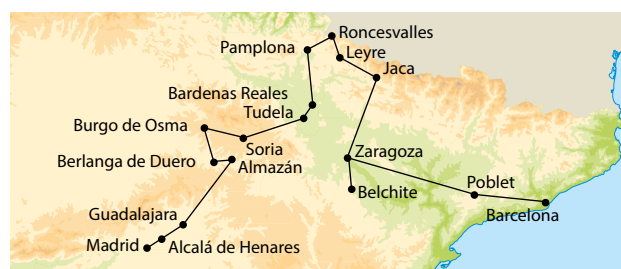 Roncesvalles
Pamplona
Leyre
Jaca
Bardenas Reales
Tudela
Burgo de Osma
Soria
Zaragoza
Berlanga de Duero
Almazán
Poblet
Belchite
Guadalajara
Barcelona
Madrid
Alcalá de Henares